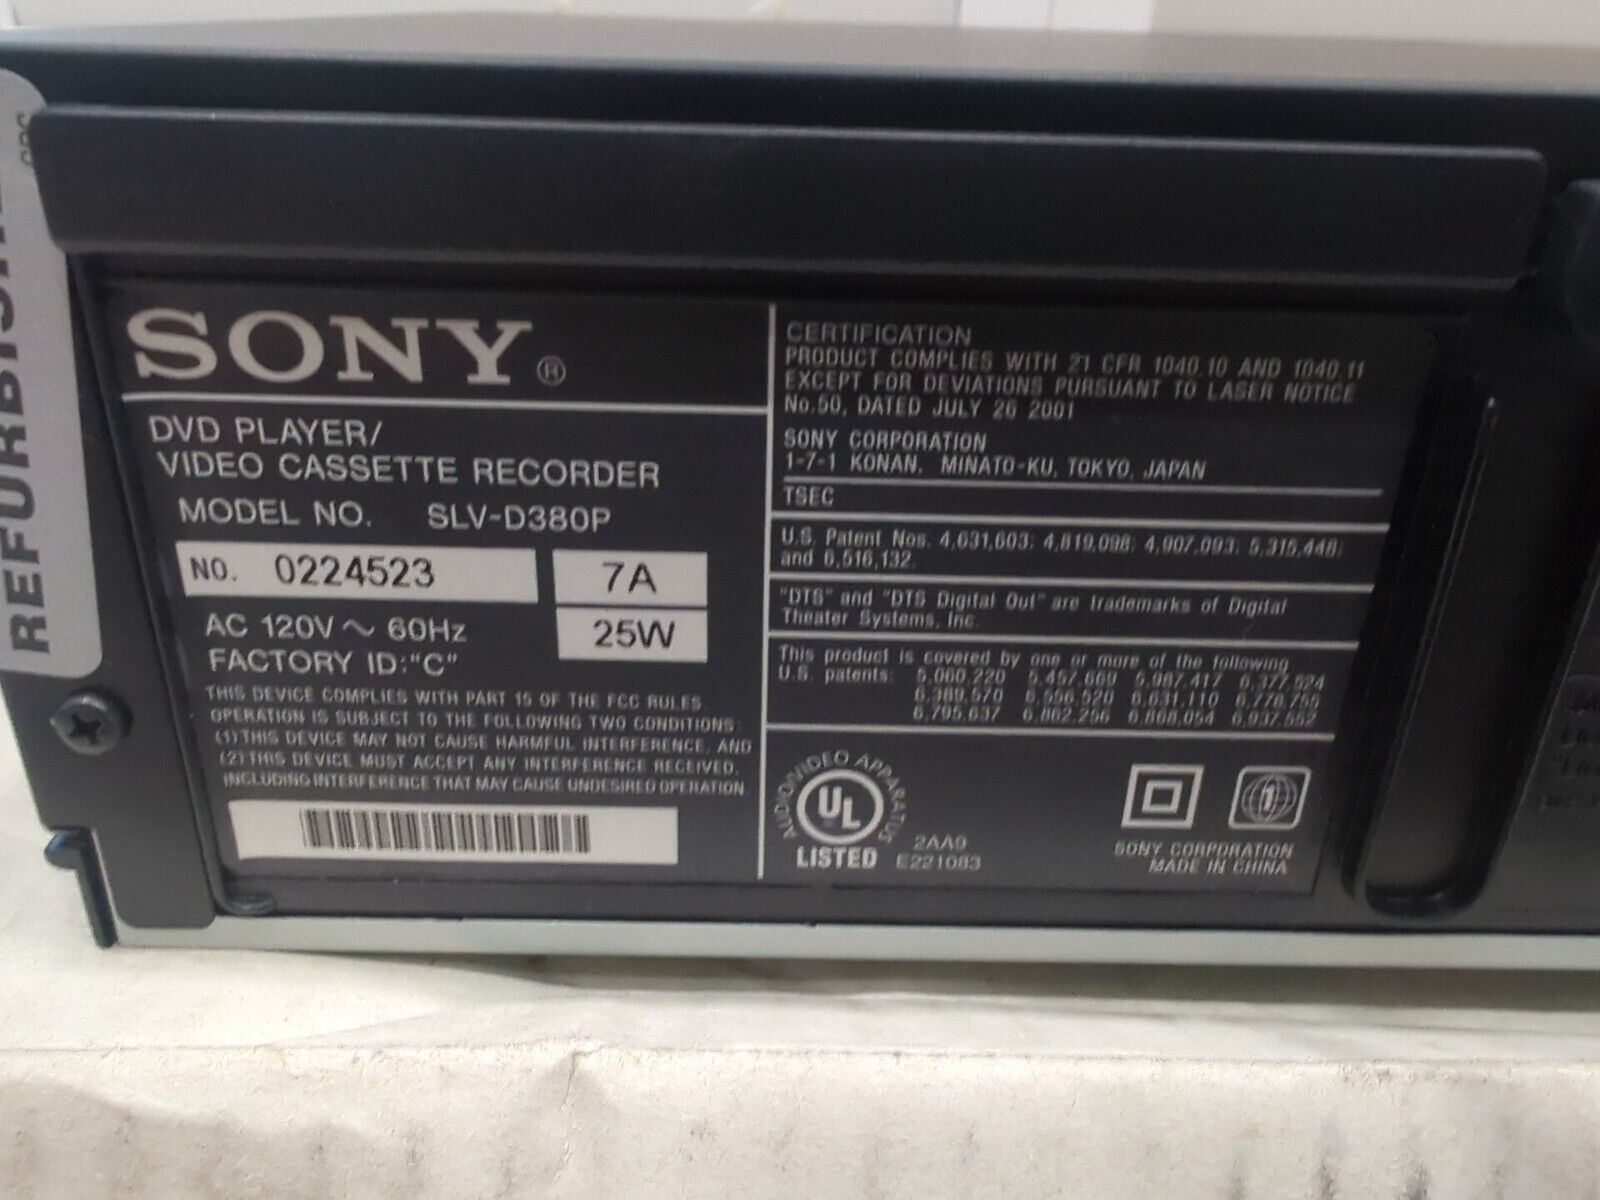 REFURBISHE
SONY®
DVD PLAYER/
VIDEO CASSETTE RECORDER
MODEL NO. SLV-D380P
NO. 0224523
7A
AC 120V ~ 60Hz
25W
FACTORY ID:"C"
THIS DEVICE COMPLIES WITH PART 15 OF THE FCC RULES.
OPERATION IS SUBJECT TO THE FOLLOWING TWO CONDITIONS:
(1) THIS DEVICE MAY NOT CAUSE HARMFUL INTERFERENCE, AND
(2) THIS DEVICE MUST ACCEPT ANY INTERFERENCE RECEIVED,
INCLUDING INTERFERENCE THAT MAY CAUSE UNDESIRED OPERATION.
CERTIFICATION
PRODUCT COMPLIES WITH 21 CFR 1040.10 AND 1040.11
EXCEPT FOR DEVIATIONS PURSUANT TO LASER NOTICE
No.50, DATED JULY 26 2001
SONY CORPORATION
1-7-1 KONAN, MINATO-KU, TOKYO, JAPAN
TSEC
U.S. Patent Nos. 4,631,603; 4,819,098; 4,907,093; 5,315,448;
and 6,516,132.
"DTS" and "DTS Digital Out" are trademarks of Digital
Theater Systems, Inc.
This product is covered by one or more of the following
U.S. patents: 5,060,220 5,457,669 5,987,417 6,377,524
6,389,570 6,556,520 6,631,110 6,778,755
6,795,637 6,862,256 6,868,054 6,937,552
AUDIO/VIDEO APPARATUS
UL
LISTED
2AA9
E221083
1
SONY CORPORATION
MADE IN CHINA